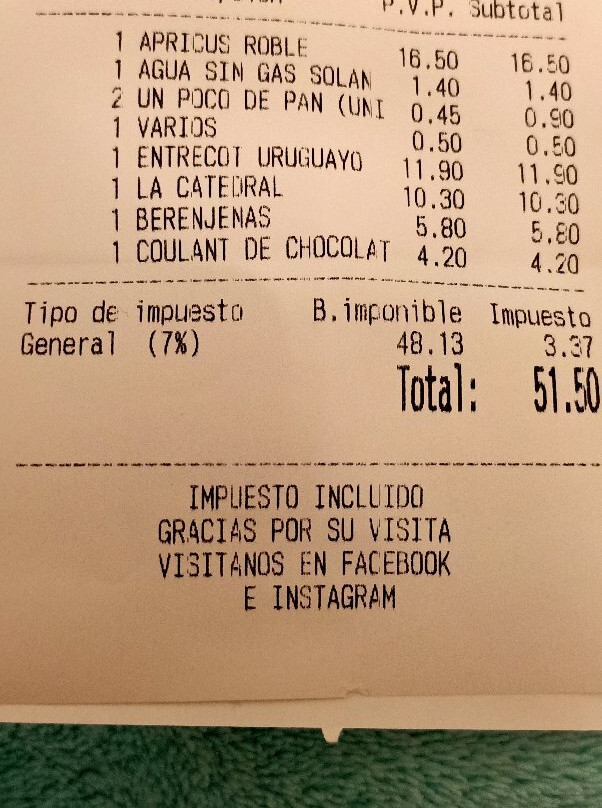 P.V.P. Subtotal
1 APRICUS ROBLE 16.50 16.50
1 AGUA SIN GAS SOLAN 1.40 1.40
2 UN POCO DE PAN (UNI 0.45 0.90
1 VARIOS 0.50 0.50
1 ENTRECOT URUGUAYO 11.90 11.90
1 LA CATEDRAL 10.30 10.30
1 BERENJENAS 5.80 5.80
1 COULANT DE CHOCOLAT 4.20 4.20
Tipo de impuesto B.imponible Impuesto
General (7%) 48.13 3.37
Total: 51.50
IMPUESTO INCLUIDO
GRACIAS POR SU VISITA
VISITANOS EN FACEBOOK
E INSTAGRAM